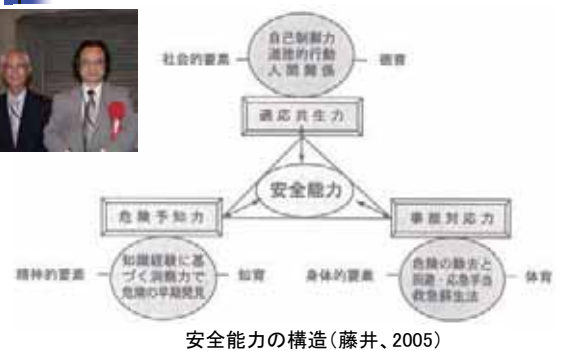 自己制御力
道徳的行動
人間関係
社会的要素
徳育
適応共生力
安全能力
危険予知力
事態対応力
知識経験に基
づく洞察力で
危険の早期発見
精神的要素
知育
危険の除去と
回避・応急手当
救急蘇生法
身体的要素
体育
安全能力の構造(藤井、2005)